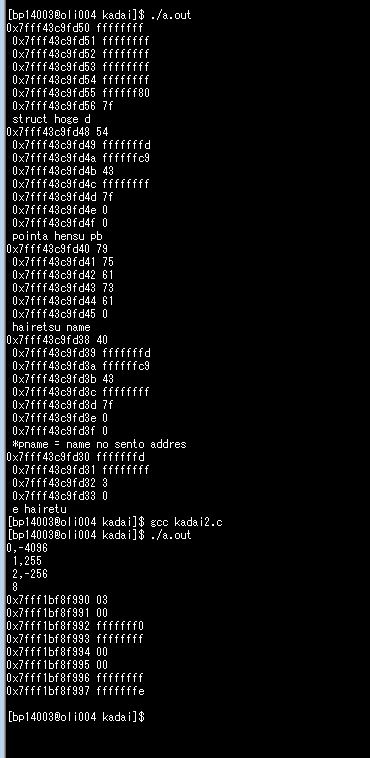 [bp14003@oli004 kadai]$ ./a.out
0x7fff43c9fd50 ffffffff
0x7fff43c9fd51 ffffffff
0x7fff43c9fd52 ffffffff
0x7fff43c9fd53 ffffffff
0x7fff43c9fd54 ffffffff
0x7fff43c9fd55 ffffff80
0x7fff43c9fd56 7f
struct hoge d
0x7fff43c9fd48 54
0x7fff43c9fd49 fffffffd
0x7fff43c9fd4a ffffffc9
0x7fff43c9fd4b 43
0x7fff43c9fd4c ffffffff
0x7fff43c9fd4d 7f
0x7fff43c9fd4e 0
0x7fff43c9fd4f 0
pointa hensu pb
0x7fff43c9fd40 79
0x7fff43c9fd41 75
0x7fff43c9fd42 61
0x7fff43c9fd43 73
0x7fff43c9fd44 61
0x7fff43c9fd45 0
hairetsu name
0x7fff43c9fd38 40
0x7fff43c9fd39 fffffffd
0x7fff43c9fd3a ffffffc9
0x7fff43c9fd3b 43
0x7fff43c9fd3c ffffffff
0x7fff43c9fd3d 7f
0x7fff43c9fd3e 0
0x7fff43c9fd3f 0
*pname = name no sento addres
0x7fff43c9fd30 fffffffd
0x7fff43c9fd31 ffffffff
0x7fff43c9fd32 3
0x7fff43c9fd33 0
e hairetu
[bp14003@oli004 kadai]$ gcc kadai2.c
[bp14003@oli004 kadai]$ ./a.out
0,-4096
1,255
2,-256
8
0x7fff1bf8f990 03
0x7fff1bf8f991 00
0x7fff1bf8f992 fffffff0
0x7fff1bf8f993 ffffffff
0x7fff1bf8f994 00
0x7fff1bf8f995 00
0x7fff1bf8f996 ffffffff
0x7fff1bf8f997 fffffffe
[bp14003@oli004 kadai]$